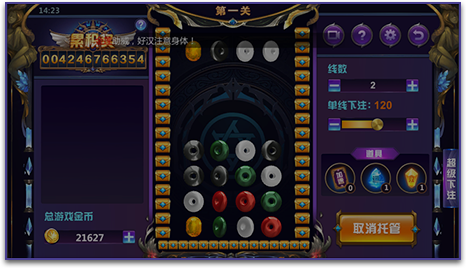 14:23
第一关
累积奖
助威，好汉注意身体！
004246766354
线数
2
单线下注：120
道具
0
1
1
超级下注
总游戏金币
21627
取消托管